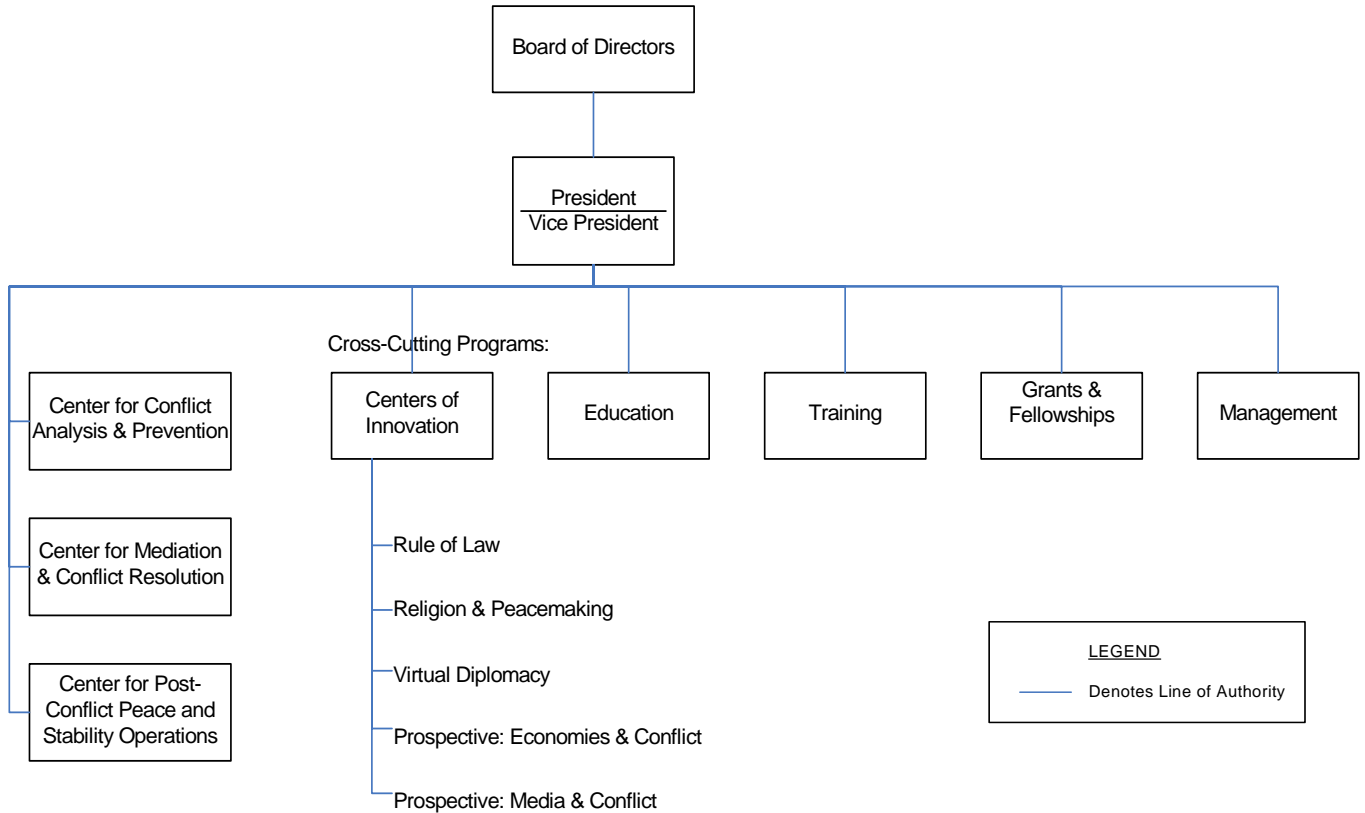 Board of Directors
President
Vice President
Cross-Cutting Programs:
Center for Conflict
Analysis & Prevention
Centers of
Innovation
Education
Training
Grants &
Fellowships
Management
Center for Mediation
& Conflict Resolution
Center for Post-
Conflict Peace and
Stability Operations
Rule of Law
Religion & Peacemaking
Virtual Diplomacy
Prospective: Economies & Conflict
Prospective: Media & Conflict
LEGEND
Denotes Line of Authority